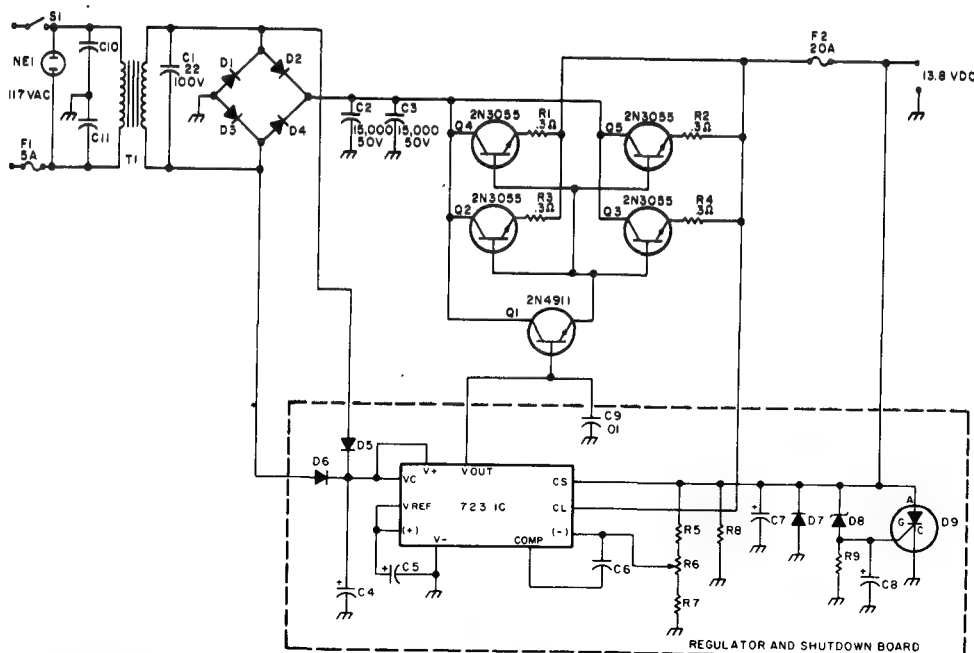 S1
C10
NE1
117VAC
C11
F1
5A
T1
C1
22
100V
D1
D2
D3
D4
C2
15,000
50V
C3
15,000
50V
Q4
2N3055
R1
.3Ω
Q5
2N3055
R2
.3Ω
F2
20A
13.8 VDC
Q2
2N3055
R3
.3Ω
Q3
2N3055
R4
.3Ω
Q1
2N4911
C9
.01
D5
D6
C4
VC
V+
V OUT
V REF
(+)
723 IC
V-
COMP
CS
CL
(-)
C5
C6
R5
R6
R7
R8
C7
D7
D8
R9
C8
A
G
C
D9
REGULATOR AND SHUTDOWN BOARD